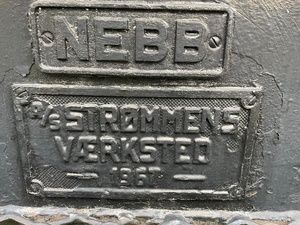 NEBB
A/S STRØMMENS
VÆRKSTED
— 1967 —